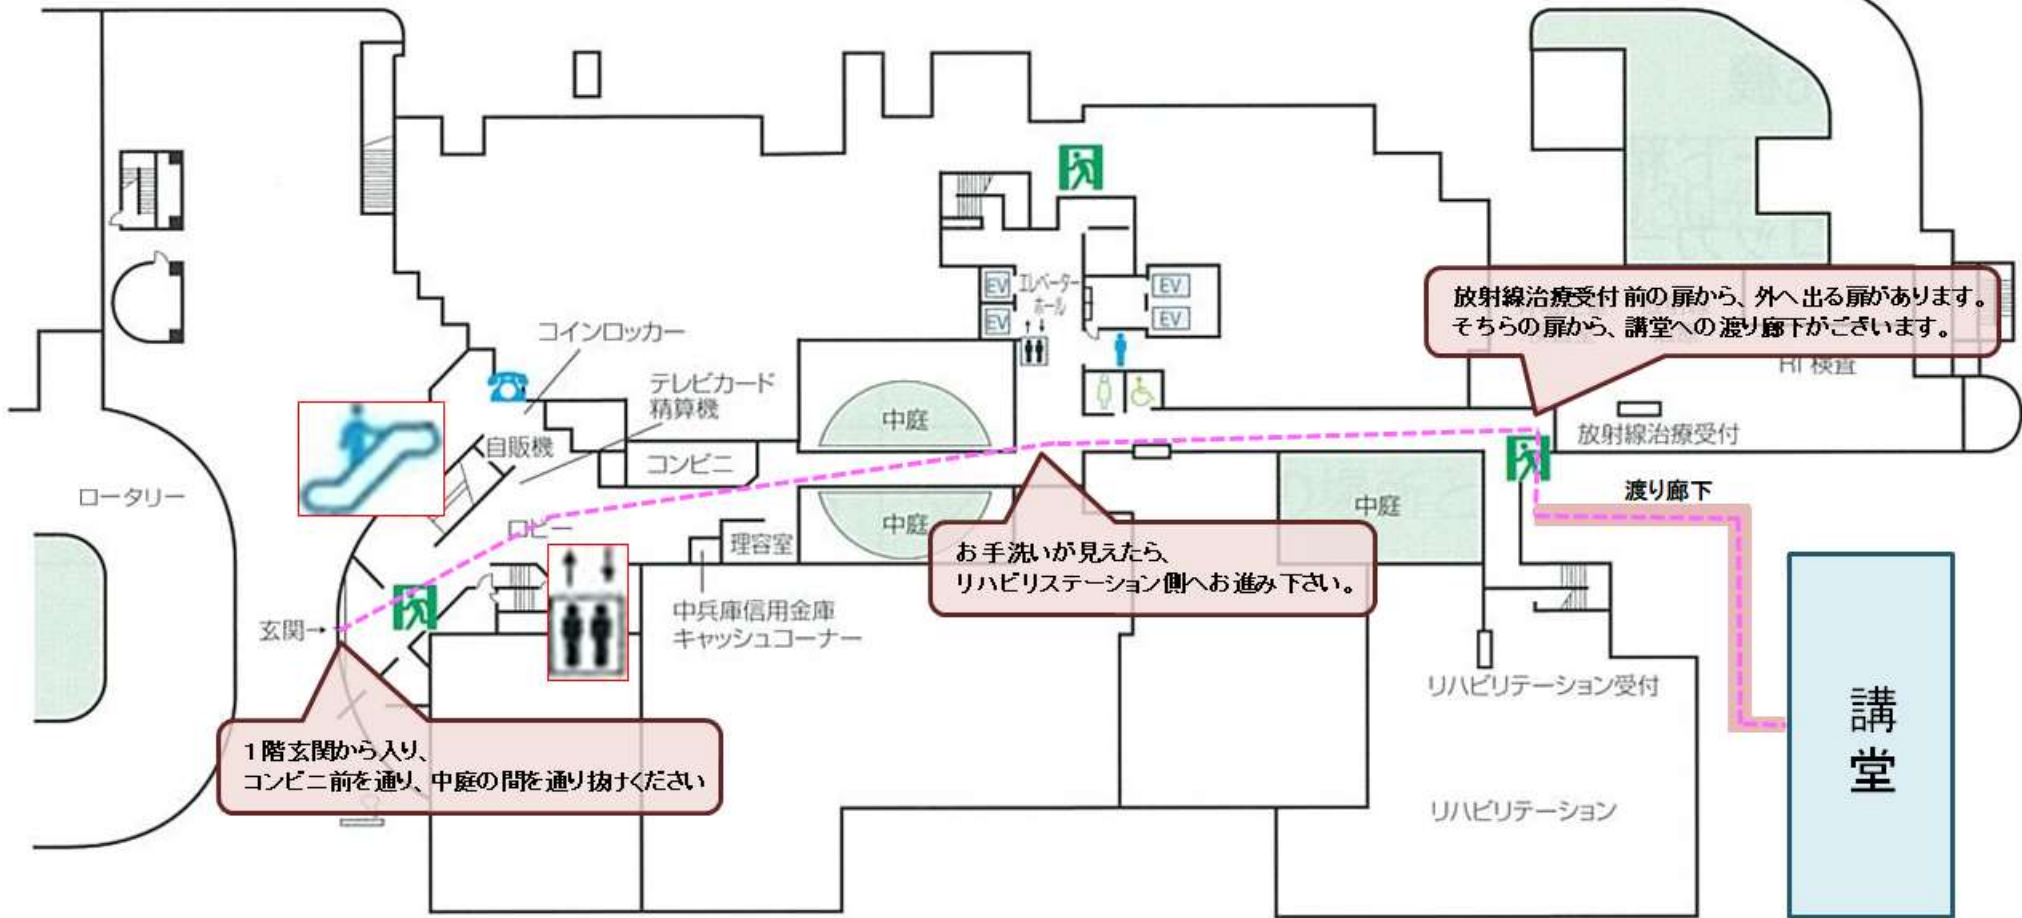 放射線治療受付前の扉から、外へ出る扉があります。
そちらの扉から、講堂への渡り廊下がございます。
EV
エレベーター
ホール
EV
EV
EV
コインロッカー
テレビカード
精算機
RI 検査
中庭
自販機
コンビニ
放射線治療受付
ロータリー
渡り廊下
ロビー
中庭
中庭
理容室
お手洗いが見えたら、
リハビリステーション側へお進み下さい。
中兵庫信用金庫
キャッシュコーナー
玄関→
リハビリテーション受付
1階玄関から入り、
コンビニ前を通り、中庭の間を通り抜けください
リハビリテーション
講
堂